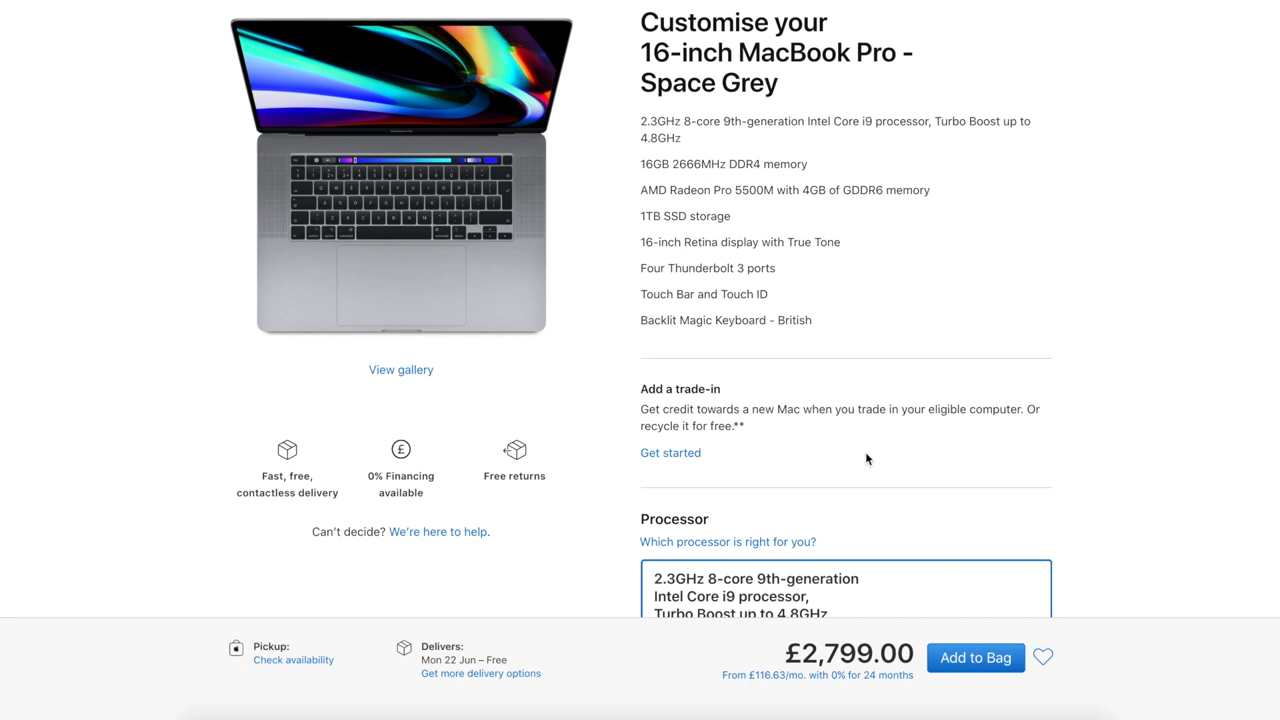 Customise your
16-inch MacBook Pro -
Space Grey
2.3GHz 8-core 9th-generation Intel Core i9 processor, Turbo Boost up to
4.8GHz
16GB 2666MHz DDR4 memory
AMD Radeon Pro 5500M with 4GB of GDDR6 memory
1TB SSD storage
16-inch Retina display with True Tone
Four Thunderbolt 3 ports
Touch Bar and Touch ID
Backlit Magic Keyboard - British
View gallery
Fast, free,
contactless delivery
0% Financing
available
Free returns
Can't decide? We're here to help.
Add a trade-in
Get credit towards a new Mac when you trade in your eligible computer. Or
recycle it for free.**
Get started
Processor
Which processor is right for you?
2.3GHz 8-core 9th-generation
Intel Core i9 processor,
Turbo Boost up to 4.8GHz
Pickup:
Check availability
Delivers:
Mon 22 Jun – Free
Get more delivery options
£2,799.00
From £116.63/mo. with 0% for 24 months
Add to Bag